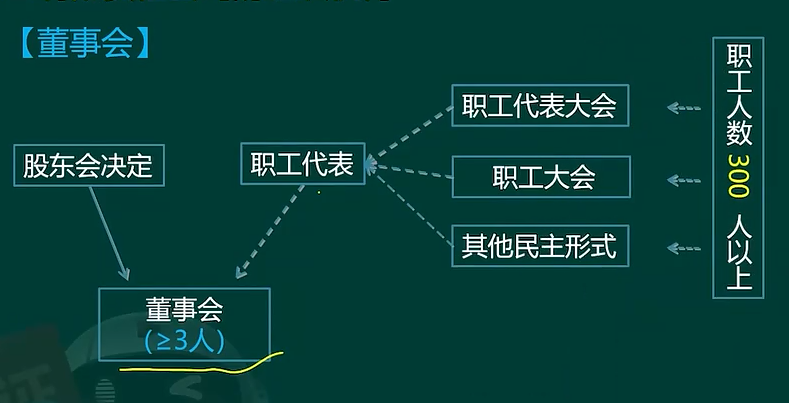 【董事会】
股东会决定
职工代表
职工代表大会
职工大会
其他民主形式
职工人数300人以上
董事会
(≥3人)
证